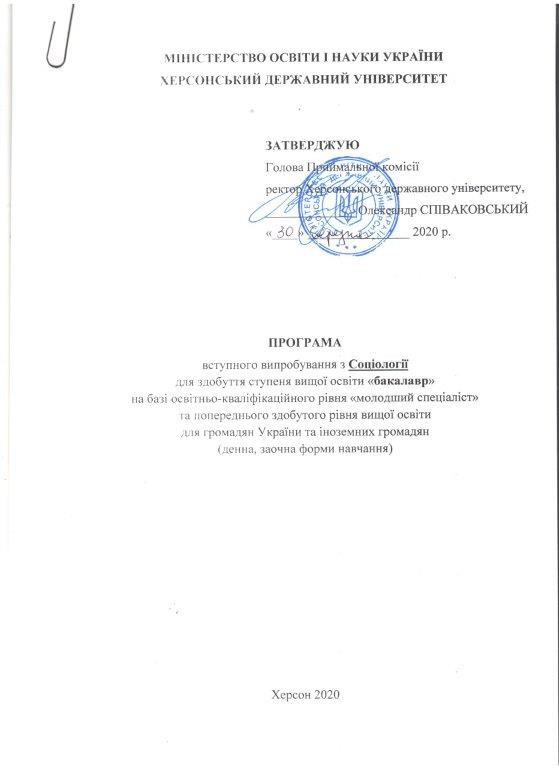 МІНІСТЕРСТВО ОСВІТИ І НАУКИ УКРАЇНИ
ХЕРСОНСЬКИЙ ДЕРЖАВНИЙ УНІВЕРСИТЕТ
ЗАТВЕРДЖУЮ
Голова Приймальної комісії
ректор Херсонського державного університету,
Олександр СПІВАКОВСЬКИЙ
« 30 » березня 2020 р.
ПРОГРАМА
вступного випробування з Соціології
для здобуття ступеня вищої освіти «бакалавр»
на базі освітньо-кваліфікаційного рівня «молодший спеціаліст»
та попереднього здобутого рівня вищої освіти
для громадян України та іноземних громадян
(денна, заочна форми навчання)
Херсон 2020